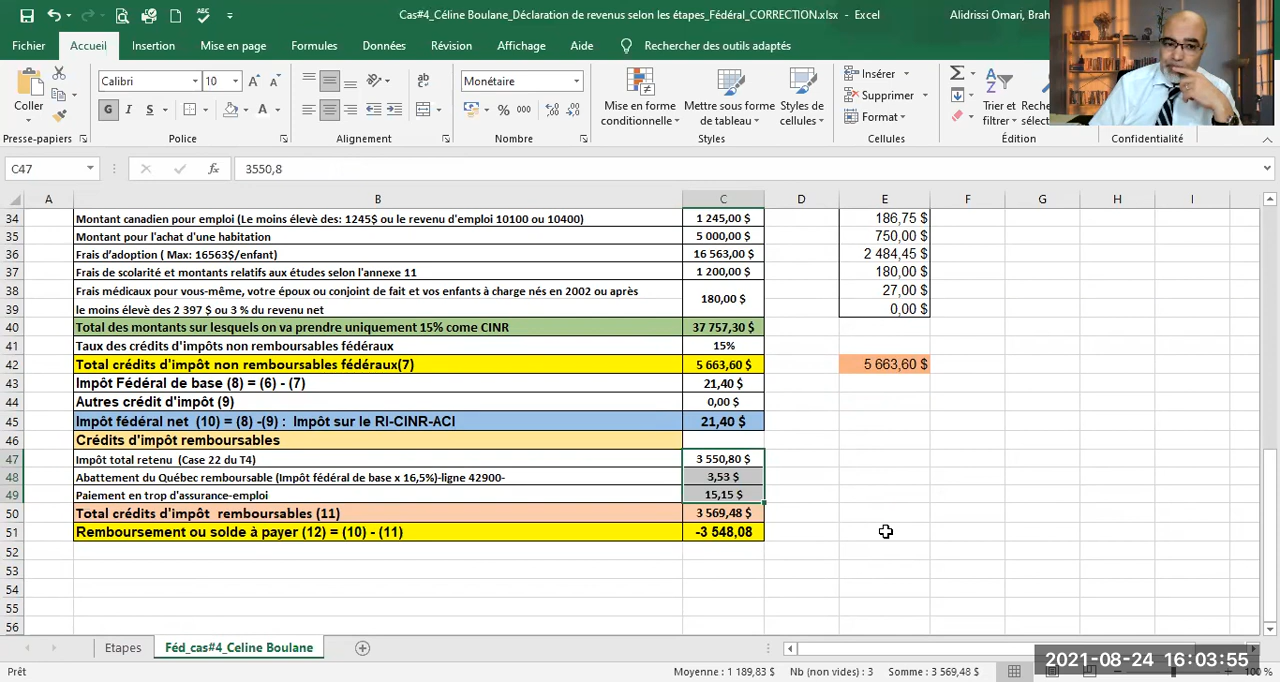 Cas#4_Céline Boulane_Déclaration de revenus selon les étapes_Fédéral_CORRECTION.xlsx - Excel
Alidrissi Omari, Brah
Fichier Accueil Insertion Mise en page Formules Données Révision Affichage Aide Rechercher des outils adaptés
Coller
Calibri 10
G I S
Monétaire
% 000
Mise en forme conditionnelle
Mettre sous forme de tableau
Styles de cellules
Insérer
Supprimer
Format
Trier et filtrer
Presse-papiers Police Alignement Nombre Styles Cellules Édition Confidentialité
C47 fx 3550,8
A B C D E F G H I
34 Montant canadien pour emploi (Le moins élevè des: 1245$ ou le revenu d'emploi 10100 ou 10400) 1 245,00 $ 186,75 $
35 Montant pour l'achat d'une habitation 5 000,00 $ 750,00 $
36 Frais d'adoption ( Max: 16563$/enfant) 16 563,00 $ 2 484,45 $
37 Frais de scolarité et montants relatifs aux études selon l'annexe 11 1 200,00 $ 180,00 $
38 Frais médicaux pour vous-même, votre époux ou conjoint de fait et vos enfants à charge nés en 2002 ou après 180,00 $ 27,00 $
39 le moins élevè des 2 397 $ ou 3 % du revenu net 0,00 $
40 Total des montants sur lesquels on va prendre uniquement 15% come CINR 37 757,30 $
41 Taux des crédits d'impôt non remboursables fédéraux 15%
42 Total crédits d'impôt non remboursables fédéraux(7) 5 663,60 $ 5 663,60 $
43 Impôt Fédéral de base (8) = (6) - (7) 21,40 $
44 Autres crédit d'impôt (9) 0,00 $
45 Impôt fédéral net (10) = (8) -(9) : Impôt sur le RI-CINR-ACI 21,40 $
46 Crédits d'impôt remboursables
47 Impôt total retenu (Case 22 du T4) 3 550,80 $
48 Abattement du Québec remboursable (Impôt fédéral de base x 16,5%)-ligne 42900- 3,53 $
49 Paiement en trop d'assurance-emploi 15,15 $
50 Total crédits d'impôt remboursables (11) 3 569,48 $
51 Remboursement ou solde à payer (12) = (10) - (11) -3 548,08
52
53
54
55
56
Etapes Féd_cas#4_Celine Boulane
Prêt Moyenne : 1 189,83 $ Nb (non vides) : 3 Somme : 3 569,48 $ 100 %
2021-08-24 16:03:55